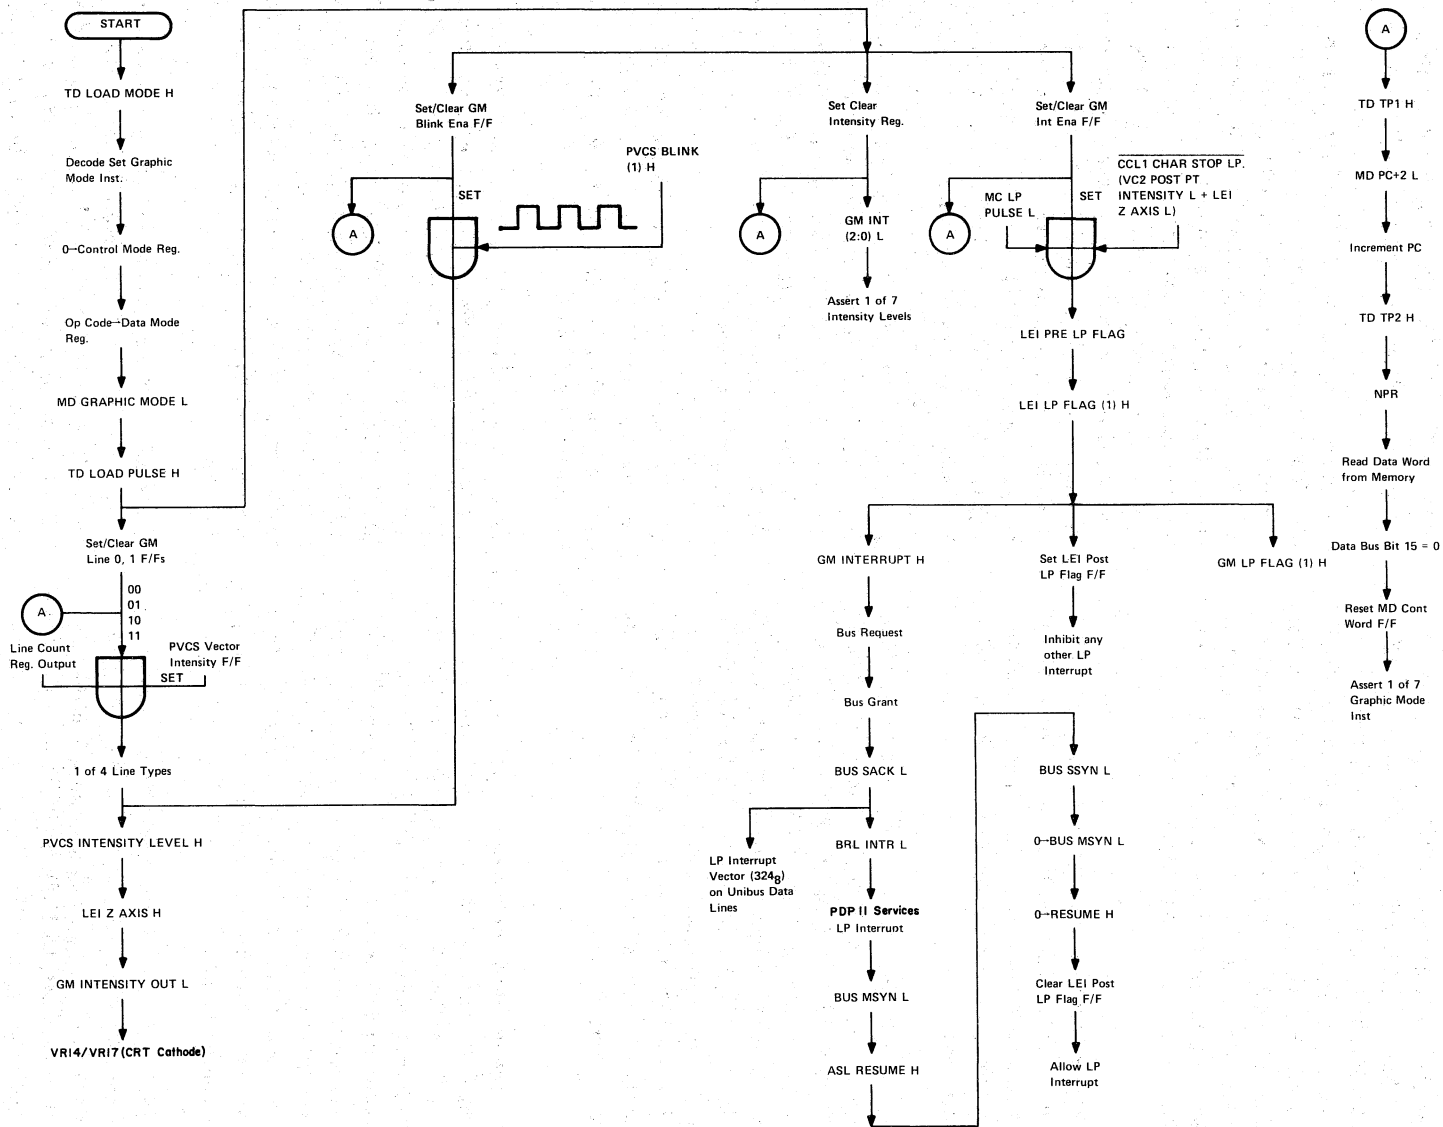 START
TD LOAD MODE H
Decode Set Graphic
Mode Inst.
0→Control Mode Reg.
Op Code→Data Mode
Reg.
MD GRAPHIC MODE L
TD LOAD PULSE H
Set/Clear GM
Line 0, 1 F/Fs
00
01
10
11
A
Line Count
Reg. Output
PVCS Vector
Intensity F/F
SET
1 of 4 Line Types
PVCS INTENSITY LEVEL H
LEI Z AXIS H
GM INTENSITY OUT L
VR14/VR17 (CRT Cathode)
Set/Clear GM
Blink Ena F/F
A
SET
PVCS BLINK
(1) H
Set Clear
Intensity Reg.
A
GM INT
(2:0) L
Assert 1 of 7
Intensity Levels
Set/Clear GM
Int Ena F/F
A
MC LP
PULSE L
SET
CCL1 CHAR STOP LP.
(VC2 POST PT
INTENSITY L + LEI
Z AXIS L)
LEI PRE LP FLAG
LEI LP FLAG (1) H
GM INTERRUPT H
Bus Request
Bus Grant
BUS SACK L
LP Interrupt
Vector (324₈)
on Unibus Data
Lines
BRL INTR L
PDP 11 Services
LP Interrupt
BUS MSYN L
ASL RESUME H
Set LEI Post
LP Flag F/F
Inhibit any
other LP
Interrupt
GM LP FLAG (1) H
BUS SSYN L
0→BUS MSYN L
0→RESUME H
Clear LEI Post
LP Flag F/F
Allow LP
Interrupt
A
TD TP1 H
MD PC+2 L
Increment PC
TD TP2 H
NPR
Read Data Word
from Memory
Data Bus Bit 15 = 0
Reset MD Cont
Word F/F
Assert 1 of 7
Graphic Mode
Inst